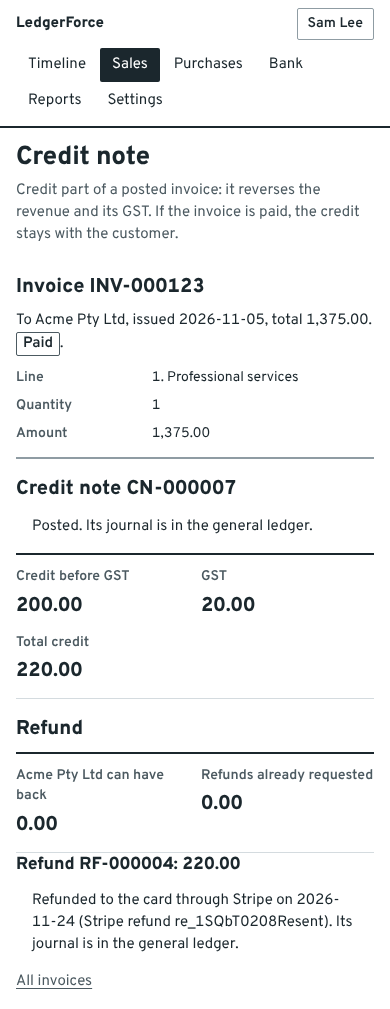 LedgerForce
Sam Lee
Timeline
Sales
Purchases
Bank
Reports
Settings
Credit note
Credit part of a posted invoice: it reverses the
revenue and its GST. If the invoice is paid, the credit
stays with the customer.
Invoice INV-000123
To Acme Pty Ltd, issued 2026-11-05, total 1,375.00.
Paid.
Line 1. Professional services
Quantity 1
Amount 1,375.00
Credit note CN-000007
Posted. Its journal is in the general ledger.
Credit before GST
200.00
GST
20.00
Total credit
220.00
Refund
Acme Pty Ltd can have
back
0.00
Refunds already requested
0.00
Refund RF-000004: 220.00
Refunded to the card through Stripe on 2026-
11-24 (Stripe refund re_1SQbT0208Resent). Its
journal is in the general ledger.
All invoices